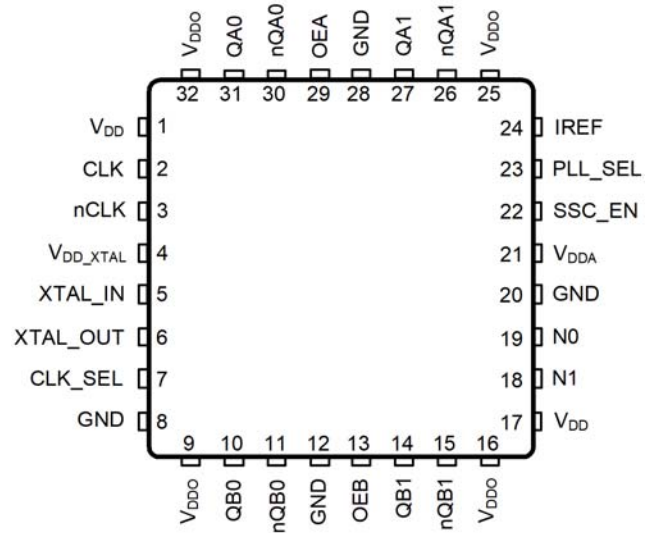 VDDO QA0 nQA0 OEA GND QA1 nQA1 VDDO
32 31 30 29 28 27 26 25
VDD 1 24 IREF
CLK 2 23 PLL_SEL
nCLK 3 22 SSC_EN
VDD_XTAL 4 21 VDDA
XTAL_IN 5 20 GND
XTAL_OUT 6 19 N0
CLK_SEL 7 18 N1
GND 8 17 VDD
9 10 11 12 13 14 15 16
VDDO QB0 nQB0 GND OEB QB1 nQB1 VDDO